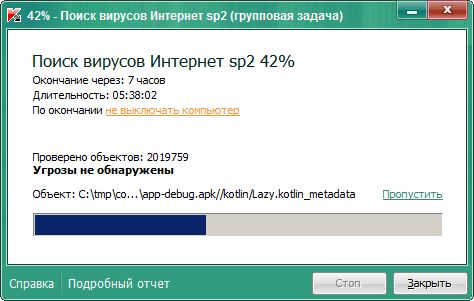 42% - Поиск вирусов Интернет sp2 (групповая задача)
Поиск вирусов Интернет sp2 42%
Окончание через: 7 часов
Длительность: 05:38:02
По окончании не выключать компьютер
Проверено объектов: 2019759
Угрозы не обнаружены
Объект: C:\tmp\co...\app-debug.apk//kotlin/Lazy.kotlin_metadata Пропустить
Справка Подробный отчет Стоп Закрыть